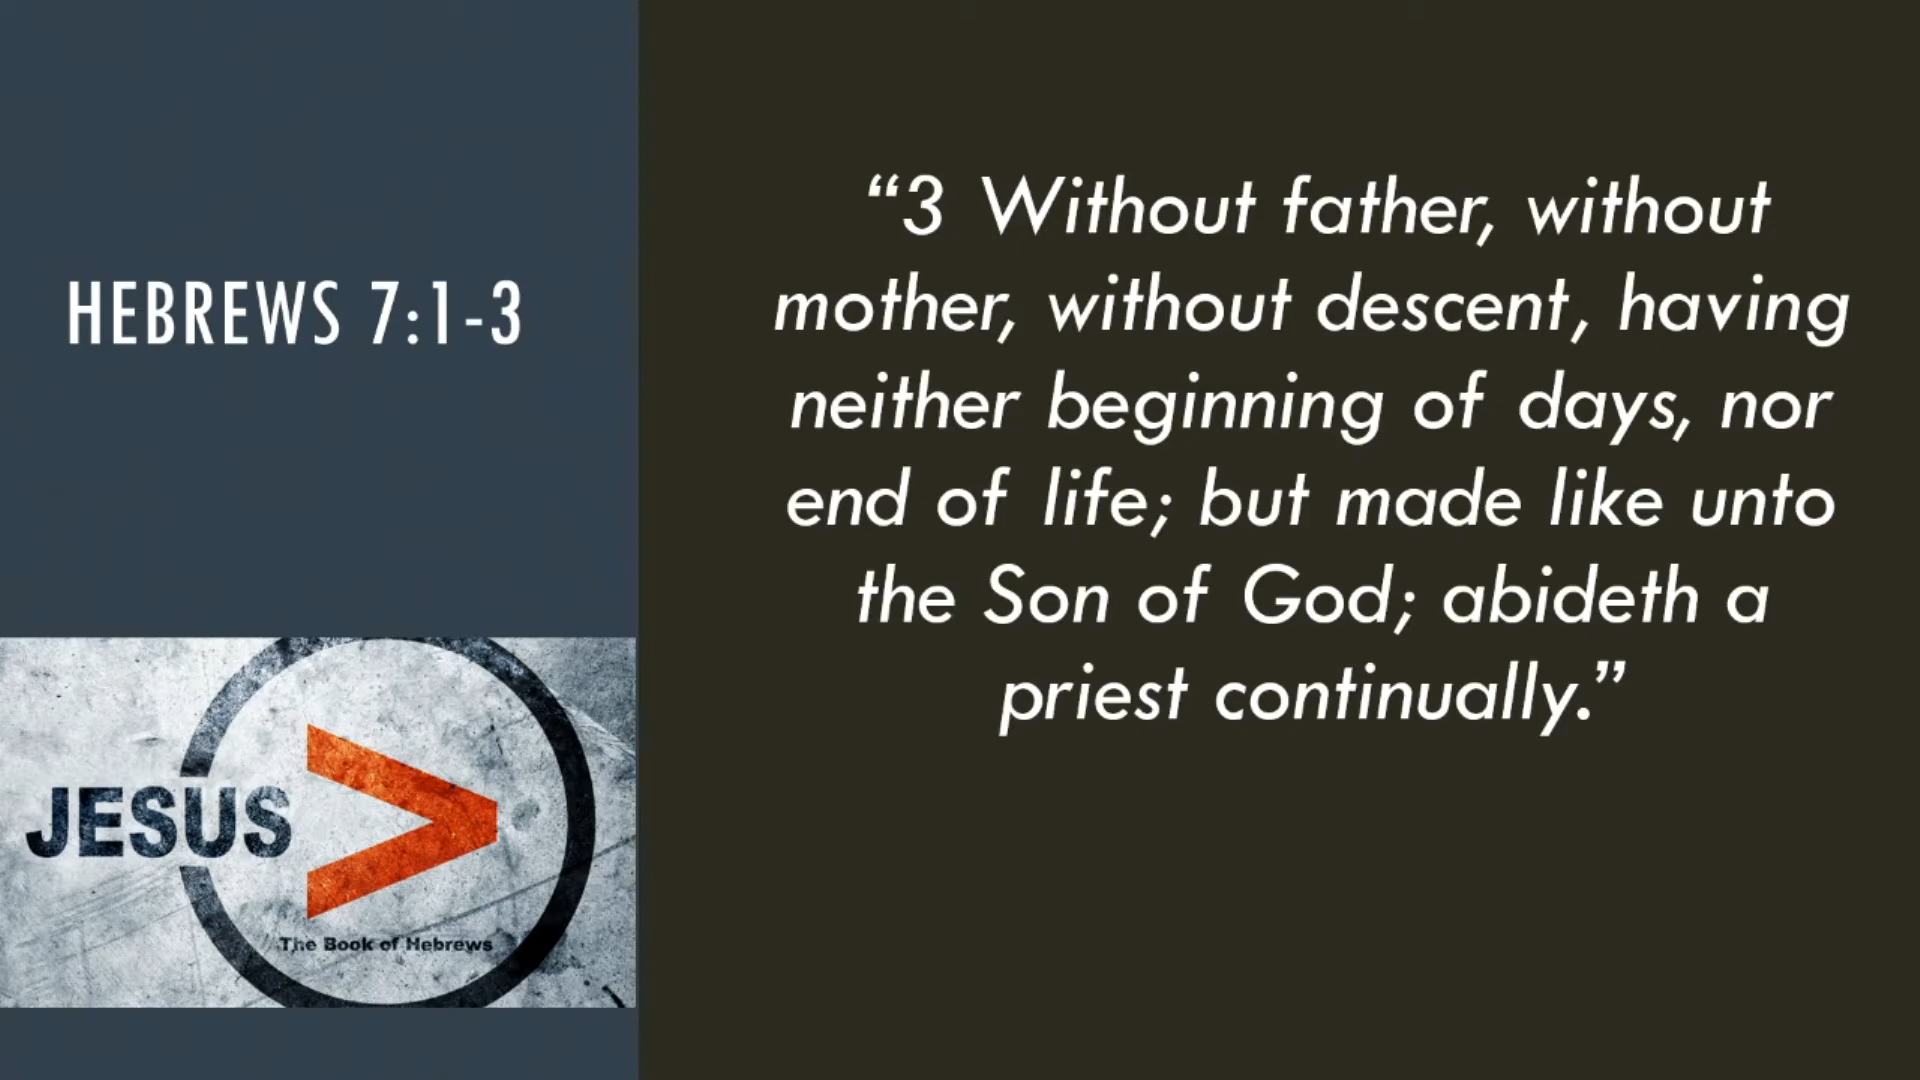 HEBREWS 7:1-3
“3 Without father, without
mother, without descent, having
neither beginning of days, nor
end of life; but made like unto
the Son of God; abideth a
priest continually.”
JESUS >
The Book of Hebrews